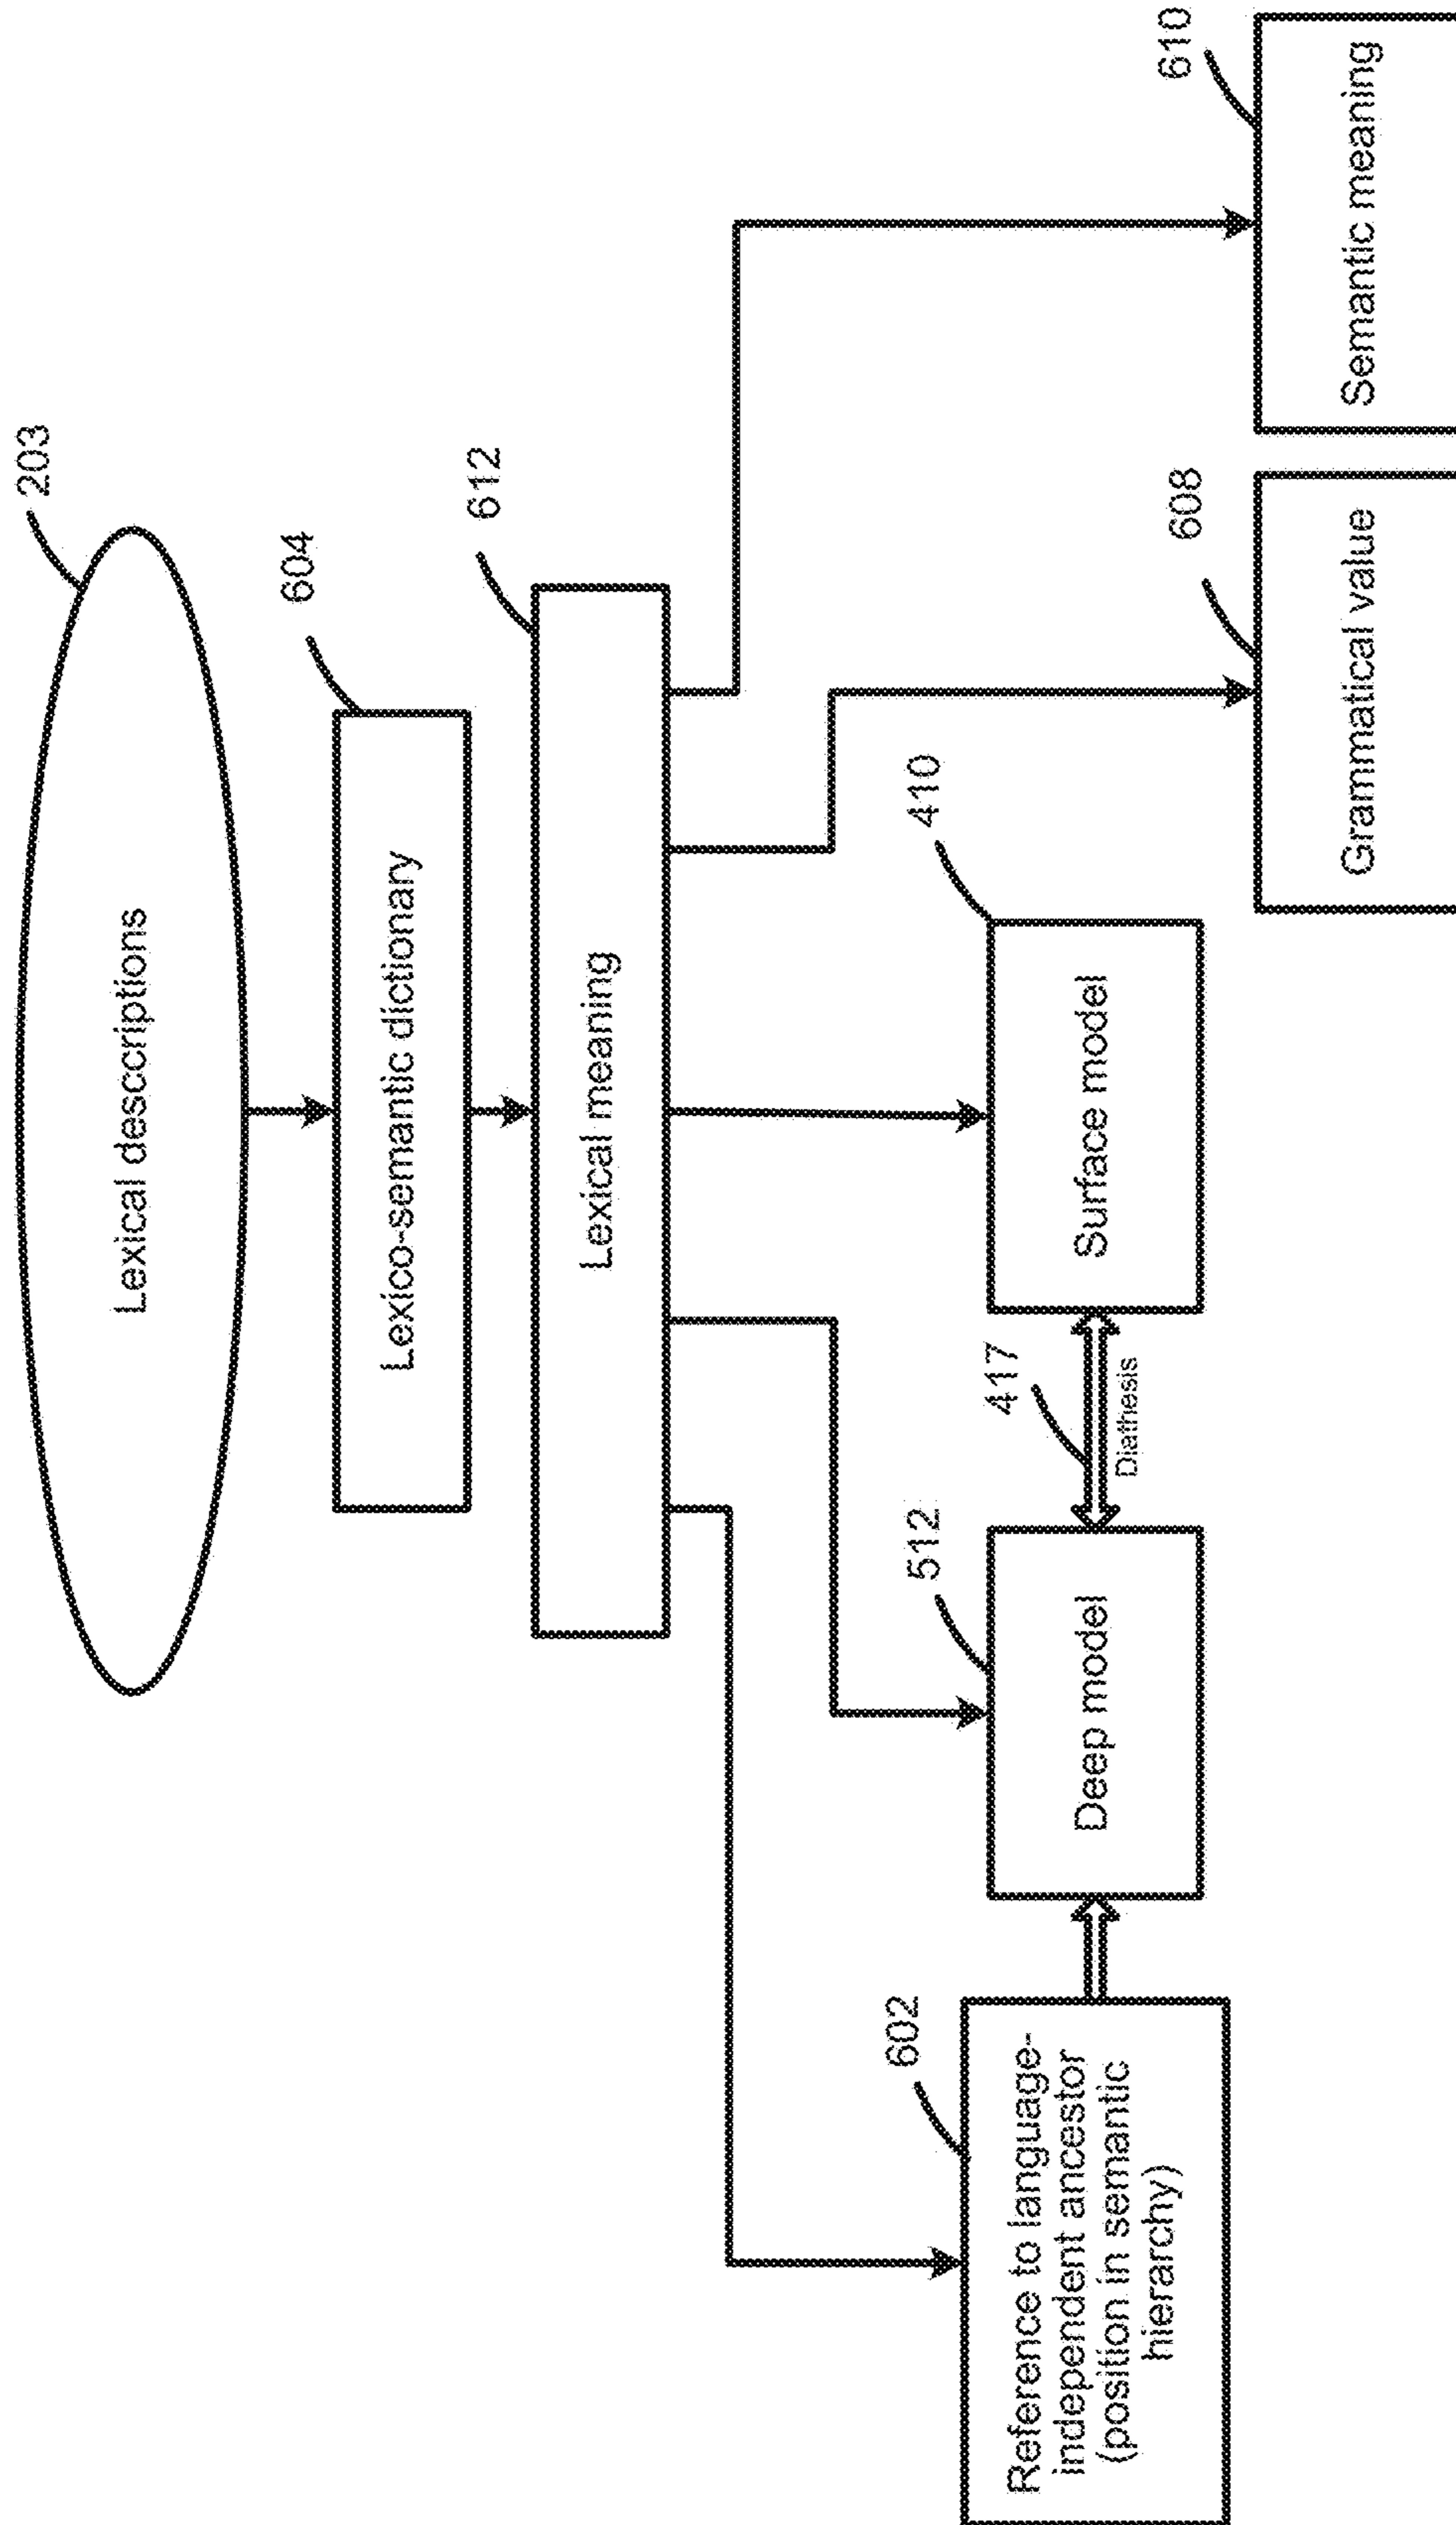 Lexical descriptions
203
Lexico-semantic dictionary
604
Lexical meaning
612
Reference to language-
independent ancestor
(position in semantic
hierarchy)
602
Deep model
512
Diathesis
417
Surface model
410
Grammatical value
608
Semantic meaning
610